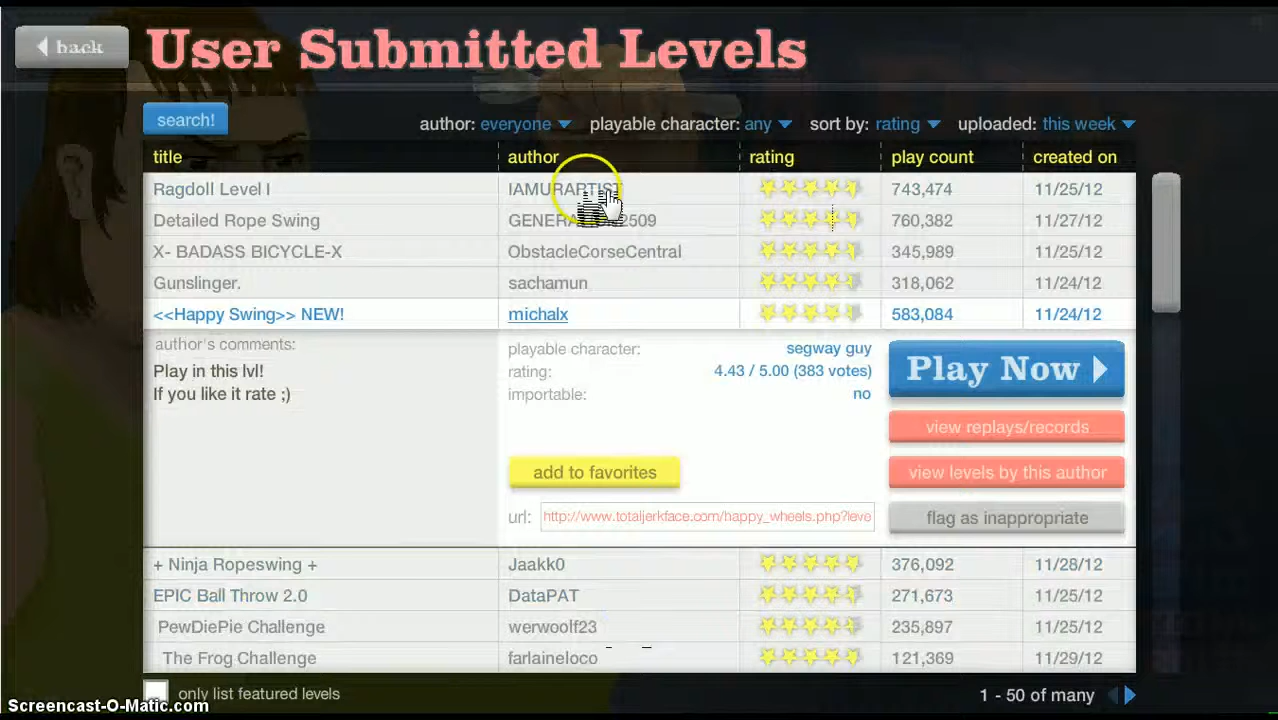 back
User Submitted Levels
search!
author: everyone playable character: any sort by: rating uploaded: this week
title author rating play count created on
Ragdoll Level I IAMURARTIST 743,474 11/25/12
Detailed Rope Swing 760,382 11/27/12
X- BADASS BICYCLE-X ObstacleCorseCentral 345,989 11/25/12
Gunslinger. sachamun 318,062 11/24/12
<<Happy Swing>> NEW! michalx 583,084 11/24/12
author's comments:
Play in this lvl!
If you like it rate ;)
playable character: segway guy
rating: 4.43 / 5.00 (383 votes)
importable: no
add to favorites
url: http://www.totaljerkface.com/happy_wheels.php?leve
Play Now
view replays/records
view levels by this author
flag as inappropriate
+ Ninja Ropeswing + Jaakk0 376,092 11/28/12
EPIC Ball Throw 2.0 DataPAT 271,673 11/25/12
PewDiePie Challenge werwoolf23 235,897 11/25/12
The Frog Challenge farlaineloco 121,369 11/29/12
only list featured levels
1 - 50 of many
Screencast-O-Matic.com